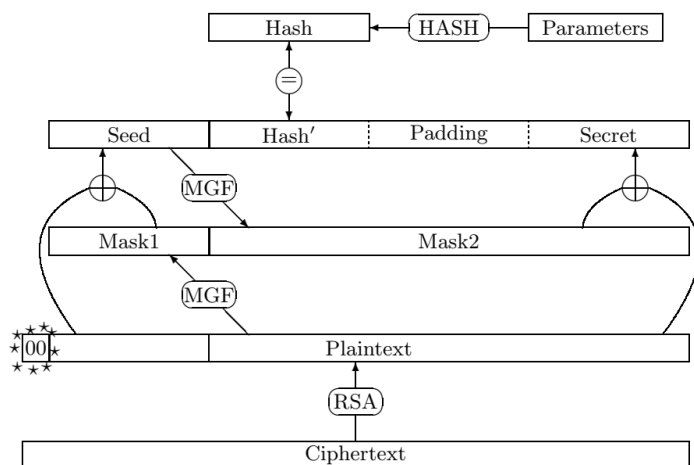 Hash HASH Parameters
=
Seed Hash′ Padding Secret
MGF
Mask1 Mask2
MGF
00 Plaintext
RSA
Ciphertext